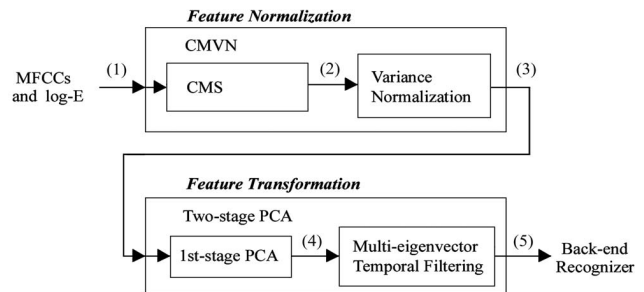 Feature Normalization
CMVN
MFCCs
and log-E
(1)
CMS
(2)
Variance
Normalization
(3)
Feature Transformation
Two-stage PCA
1st-stage PCA
(4)
Multi-eigenvector
Temporal Filtering
(5)
Back-end
Recognizer